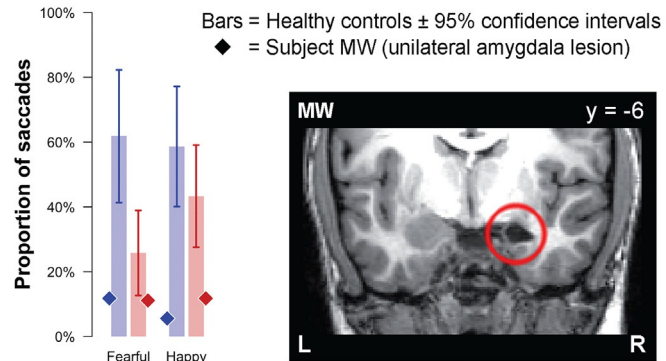 Bars = Healthy controls ± 95% confidence intervals
◆ = Subject MW (unilateral amygdala lesion)
Proportion of saccades
100%
80%
60%
40%
20%
0%
Fearful Happy
MW y = -6
L R